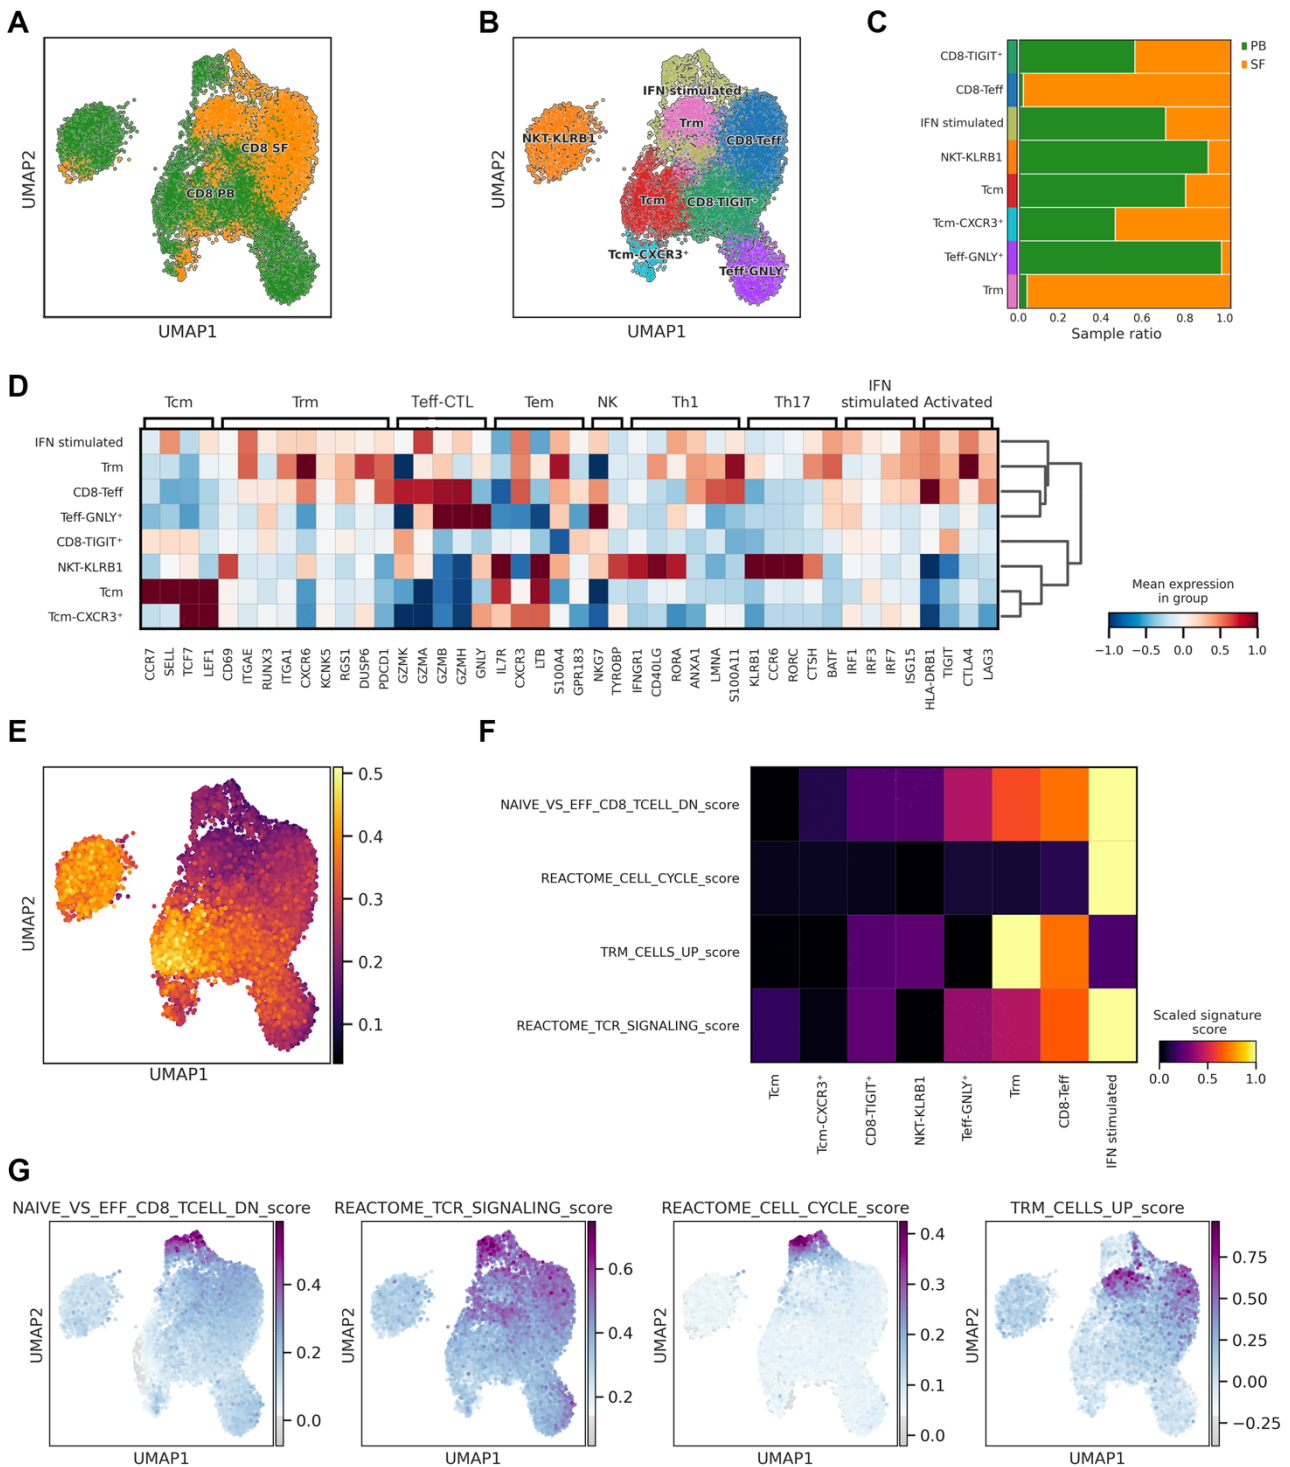 A
UMAP2
UMAP1
CD8 SF
CD8 PB
B
UMAP2
UMAP1
IFN stimulated
Trm
NKT-KLRB1
CD8-Teff
Tcm
CD8-TIGIT⁺
Tcm-CXCR3⁺
Teff-GNLY
C
CD8-TIGIT⁺
CD8-Teff
IFN stimulated
NKT-KLRB1
Tcm
Tcm-CXCR3⁺
Teff-GNLY⁺
Trm
0.0 0.2 0.4 0.6 0.8 1.0
Sample ratio
PB
SF
D
Tcm Trm Teff-CTL Tem NK Th1 Th17 IFN stimulated Activated
IFN stimulated
Trm
CD8-Teff
Teff-GNLY⁺
CD8-TIGIT⁺
NKT-KLRB1
Tcm
Tcm-CXCR3⁺
CCR7 SELL TCF7 LEF1 CD69 ITGAE RUNX3 ITGA1 CXCR6 KCNK5 RGS1 DUSP6 PDCD1 GZMK GZMA GZMB GZMH GNLY IL7R CXCR3 LTB S100A4 GPR183 NKG7 TYROBP IFNGR1 CD40LG RORA ANXA1 LMNA S100A11 KLRB1 CCR6 RORC CTSH BATF IRF1 IRF3 IRF7 ISG15 HLA-DRB1 TIGIT CTLA4 LAG3
Mean expression
in group
−1.0 −0.5 0.0 0.5 1.0
E
UMAP2
UMAP1
0.5
0.4
0.3
0.2
0.1
F
NAIVE_VS_EFF_CD8_TCELL_DN_score
REACTOME_CELL_CYCLE_score
TRM_CELLS_UP_score
REACTOME_TCR_SIGNALING_score
Tcm Tcm-CXCR3⁺ CD8-TIGIT⁺ NKT-KLRB1 Teff-GNLY⁺ Trm CD8-Teff IFN stimulated
Scaled signature
score
0.0 0.5 1.0
G
NAIVE_VS_EFF_CD8_TCELL_DN_score
UMAP2
UMAP1
0.4
0.2
0.0
REACTOME_TCR_SIGNALING_score
UMAP2
UMAP1
0.6
0.4
0.2
REACTOME_CELL_CYCLE_score
UMAP2
UMAP1
0.4
0.3
0.2
0.1
0.0
TRM_CELLS_UP_score
UMAP2
UMAP1
0.75
0.50
0.25
0.00
−0.25